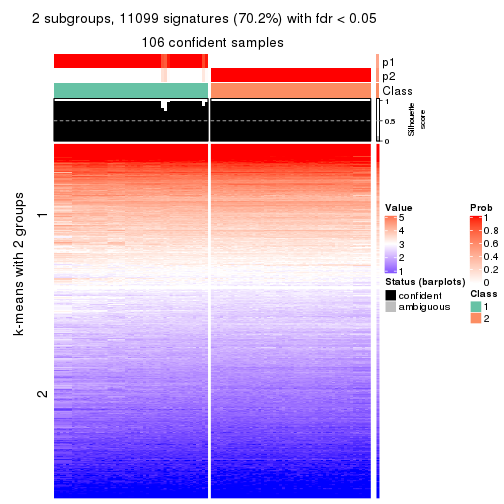 2 subgroups, 11099 signatures (70.2%) with fdr < 0.05
106 confident samples
p1
p2
Class
1
0.5
0
Silhouette
score
k-means with 2 groups
1
2
Value
5
4
3
2
1
Status (barplots)
confident
ambiguous
Prob
1
0.8
0.6
0.4
0.2
0
Class
1
2